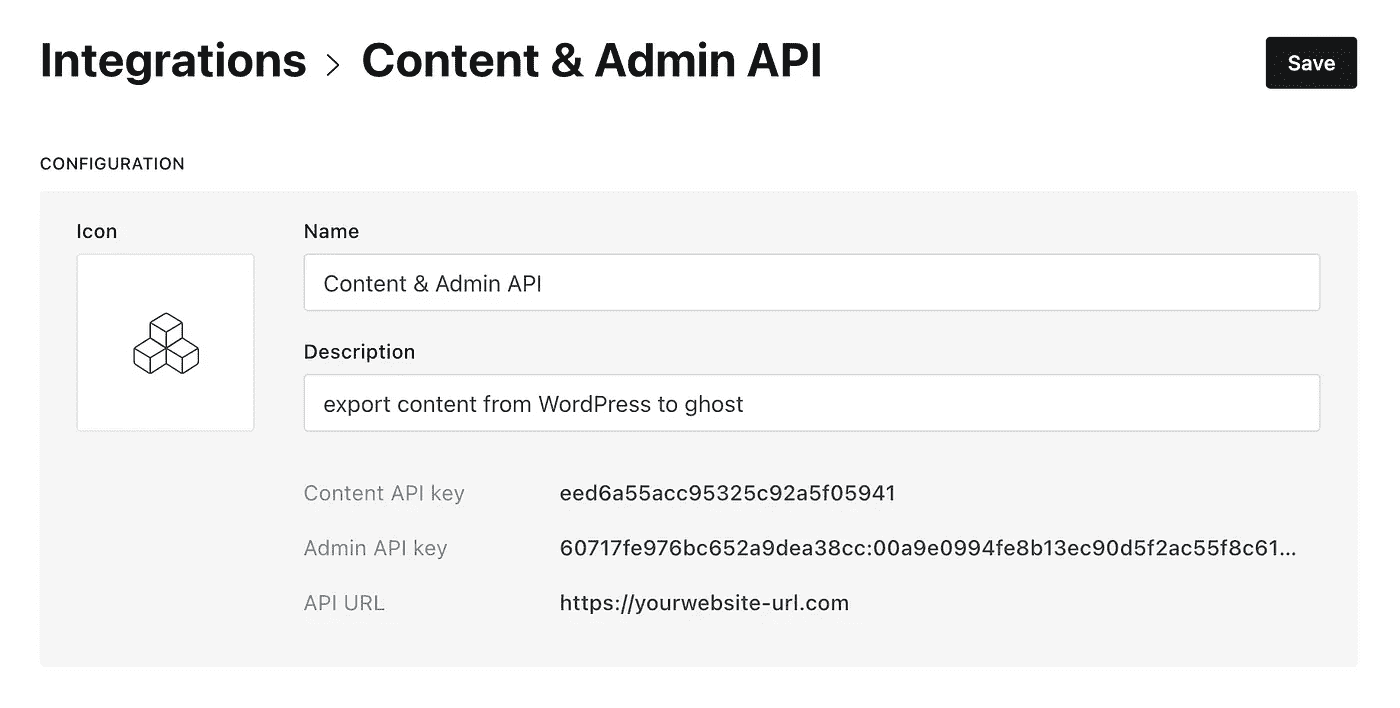 Integrations > Content & Admin API
Save
CONFIGURATION
Icon
Name
Content & Admin API
Description
export content from WordPress to ghost
Content API key eed6a55acc95325c92a5f05941
Admin API key 60717fe976bc652a9dea38cc:00a9e0994fe8b13ec90d5f2ac55f8c61...
API URL https://yourwebsite-url.com